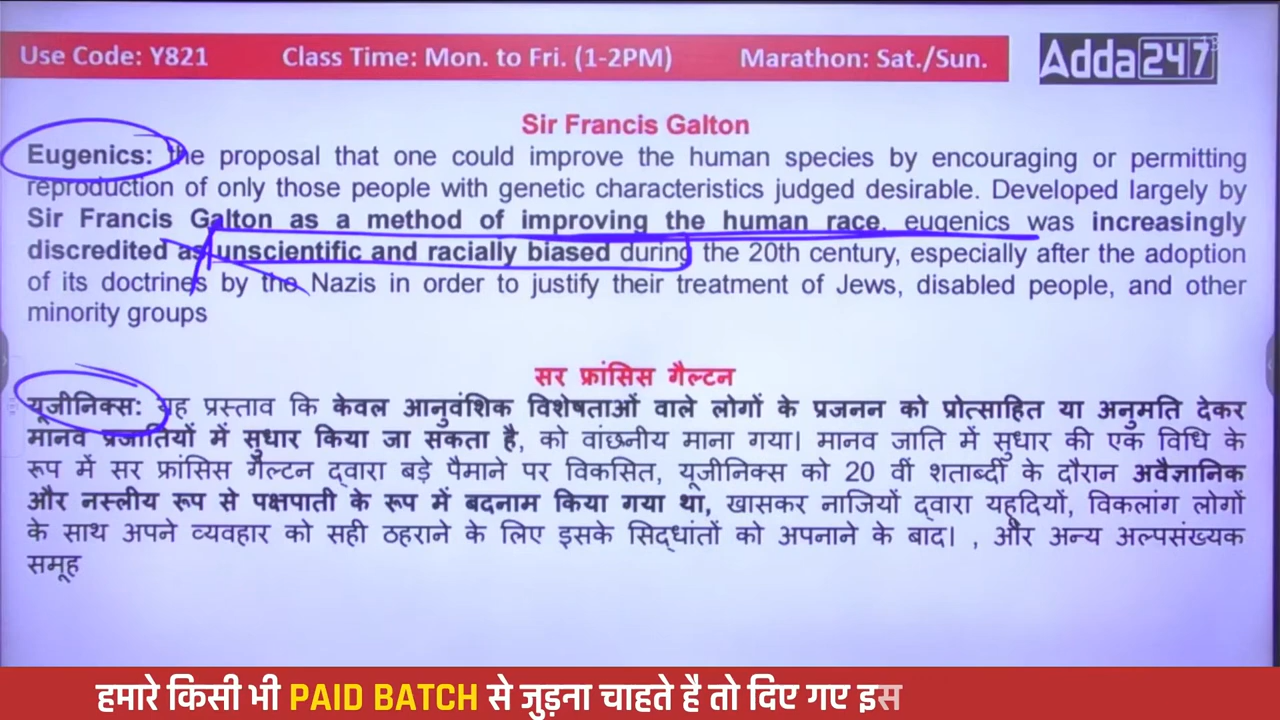 Use Code: Y821 Class Time: Mon. to Fri. (1-2PM) Marathon: Sat./Sun.
Adda247
Sir Francis Galton
Eugenics: the proposal that one could improve the human species by encouraging or permitting
reproduction of only those people with genetic characteristics judged desirable. Developed largely by
Sir Francis Galton as a method of improving the human race, eugenics was increasingly
discredited as unscientific and racially biased during the 20th century, especially after the adoption
of its doctrines by the Nazis in order to justify their treatment of Jews, disabled people, and other
minority groups
सर फ्रांसिस गैल्टन
यूजीनिक्स: यह प्रस्ताव कि केवल आनुवंशिक विशेषताओं वाले लोगों के प्रजनन को प्रोत्साहित या अनुमति देकर
मानव प्रजातियों में सुधार किया जा सकता है, को वांछनीय माना गया। मानव जाति में सुधार की एक विधि के
रूप में सर फ्रांसिस गैल्टन द्वारा बड़े पैमाने पर विकसित, यूजीनिक्स को 20 वीं शताब्दी के दौरान अवैज्ञानिक
और नस्लीय रूप से पक्षपाती के रूप में बदनाम किया गया था, खासकर नाजियों द्वारा यहूदियों, विकलांग लोगों
के साथ अपने व्यवहार को सही ठहराने के लिए इसके सिद्धांतों को अपनाने के बाद। , और अन्य अल्पसंख्यक
समूह
हमारे किसी भी PAID BATCH से जुड़ना चाहते है तो दिए गए इस